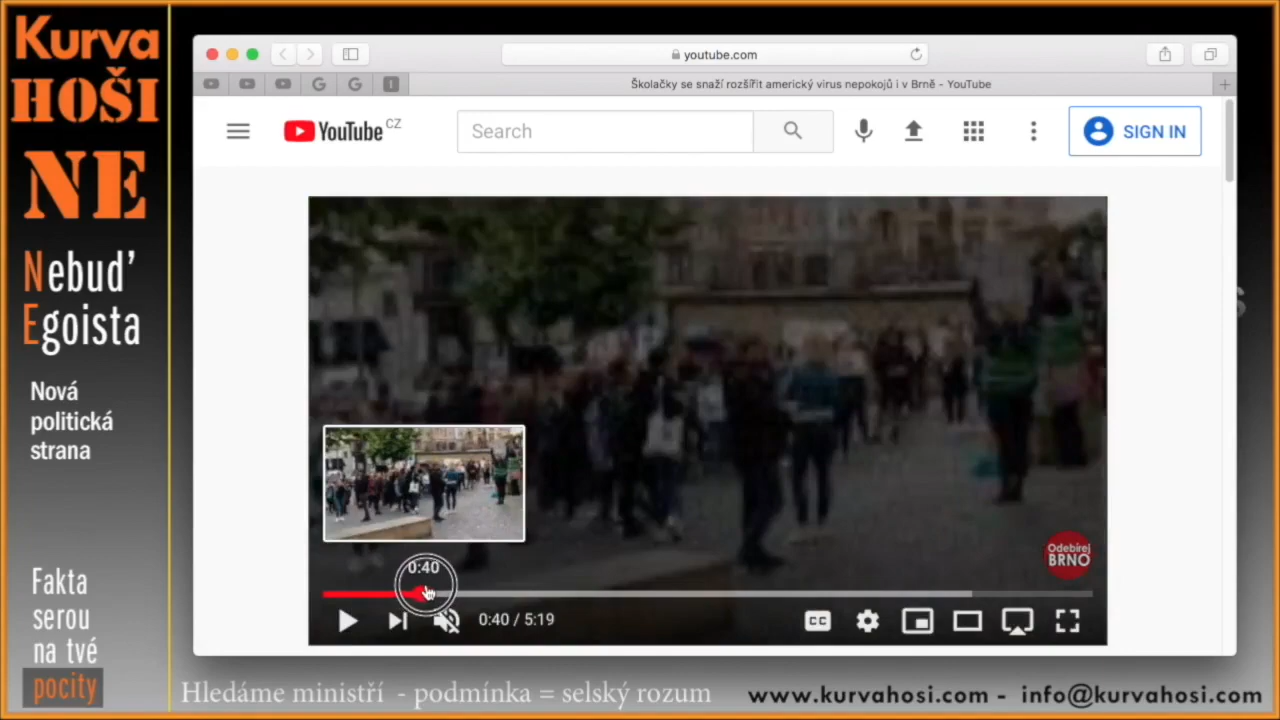 Kurva
HOŠI
NE
Nebuď
Egoista
Nová
politická
strana
Fakta
serou
na tvé
pocity
youtube.com
Školačky se snaží rozšířit americký virus nepokojů i v Brně - YouTube
YouTube CZ
Search
SIGN IN
Odebírej
BRNO
0:40
0:40 / 5:19
CC
Hledáme ministří - podmínka = selský rozum
www.kurvahosi.com - info@kurvahosi.com